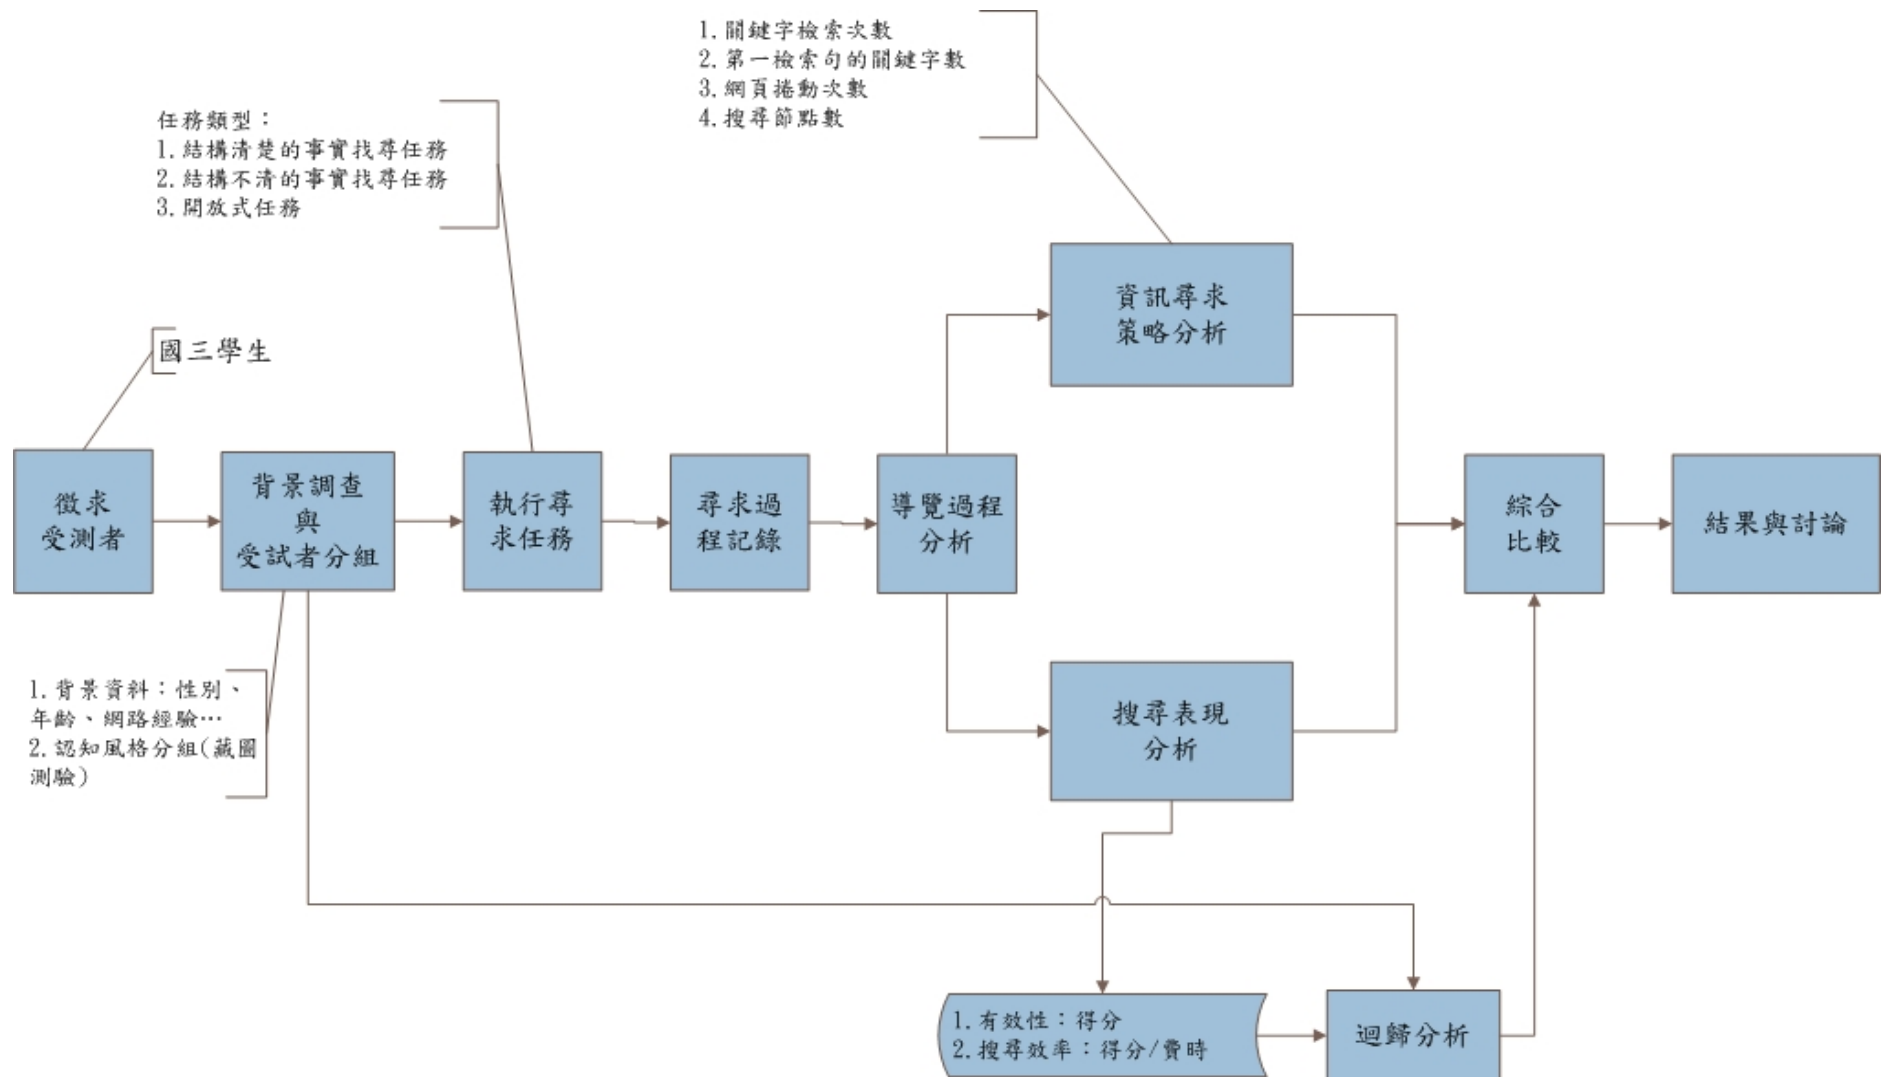 1.關鍵字檢索次數
2.第一檢索句的關鍵字數
3.網頁捲動次數
4.搜尋節點數
任務類型：
1.結構清楚的事實找尋任務
2.結構不清的事實找尋任務
3.開放式任務
國三學生
資訊尋求
策略分析
徵求
受測者
背景調查
與
受試者分組
執行尋
求任務
尋求過
程記錄
導覽過程
分析
綜合
比較
結果與討論
1.背景資料：性別、
年齡、網路經驗…
2.認知風格分組(藏圖
測驗)
搜尋表現
分析
1.有效性：得分
2.搜尋效率：得分/費時
迴歸分析